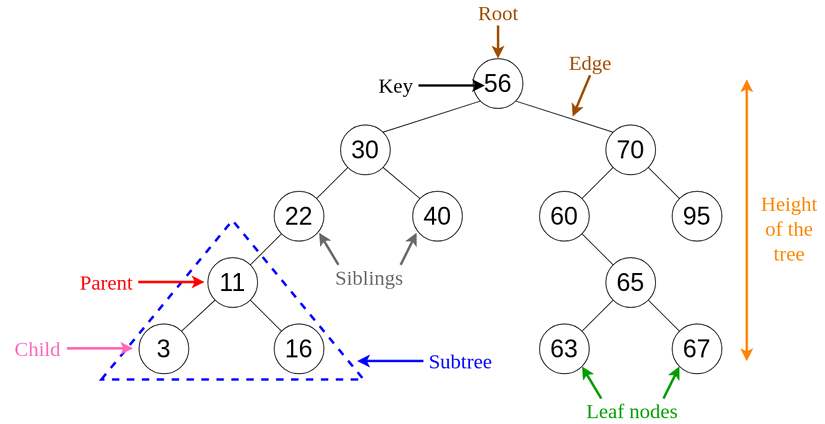 Root
Edge
Key
56
30
70
22
40
60
95
Height
of the
tree
Siblings
Parent
11
65
Child
3
16
63
67
Subtree
Leaf nodes